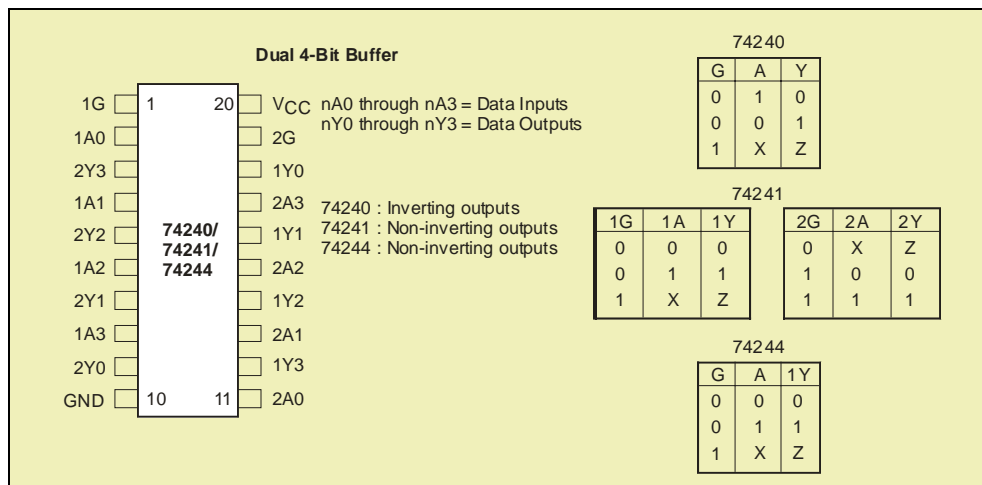 Dual 4-Bit Buffer
1G 1 20 VCC
1A0 2G
2Y3 1Y0
1A1 2A3
2Y2 1Y1
1A2 2A2
2Y1 1Y2
1A3 2A1
2Y0 1Y3
GND 10 11 2A0
74240/
74241/
74244
nA0 through nA3 = Data Inputs
nY0 through nY3 = Data Outputs
74240 : Inverting outputs
74241 : Non-inverting outputs
74244 : Non-inverting outputs
74240
G A Y
0 1 0
0 0 1
1 X Z
74241
1G 1A 1Y
0 0 0
0 1 1
1 X Z
2G 2A 2Y
0 X Z
1 0 0
1 1 1
74244
G A 1Y
0 0 0
0 1 1
1 X Z